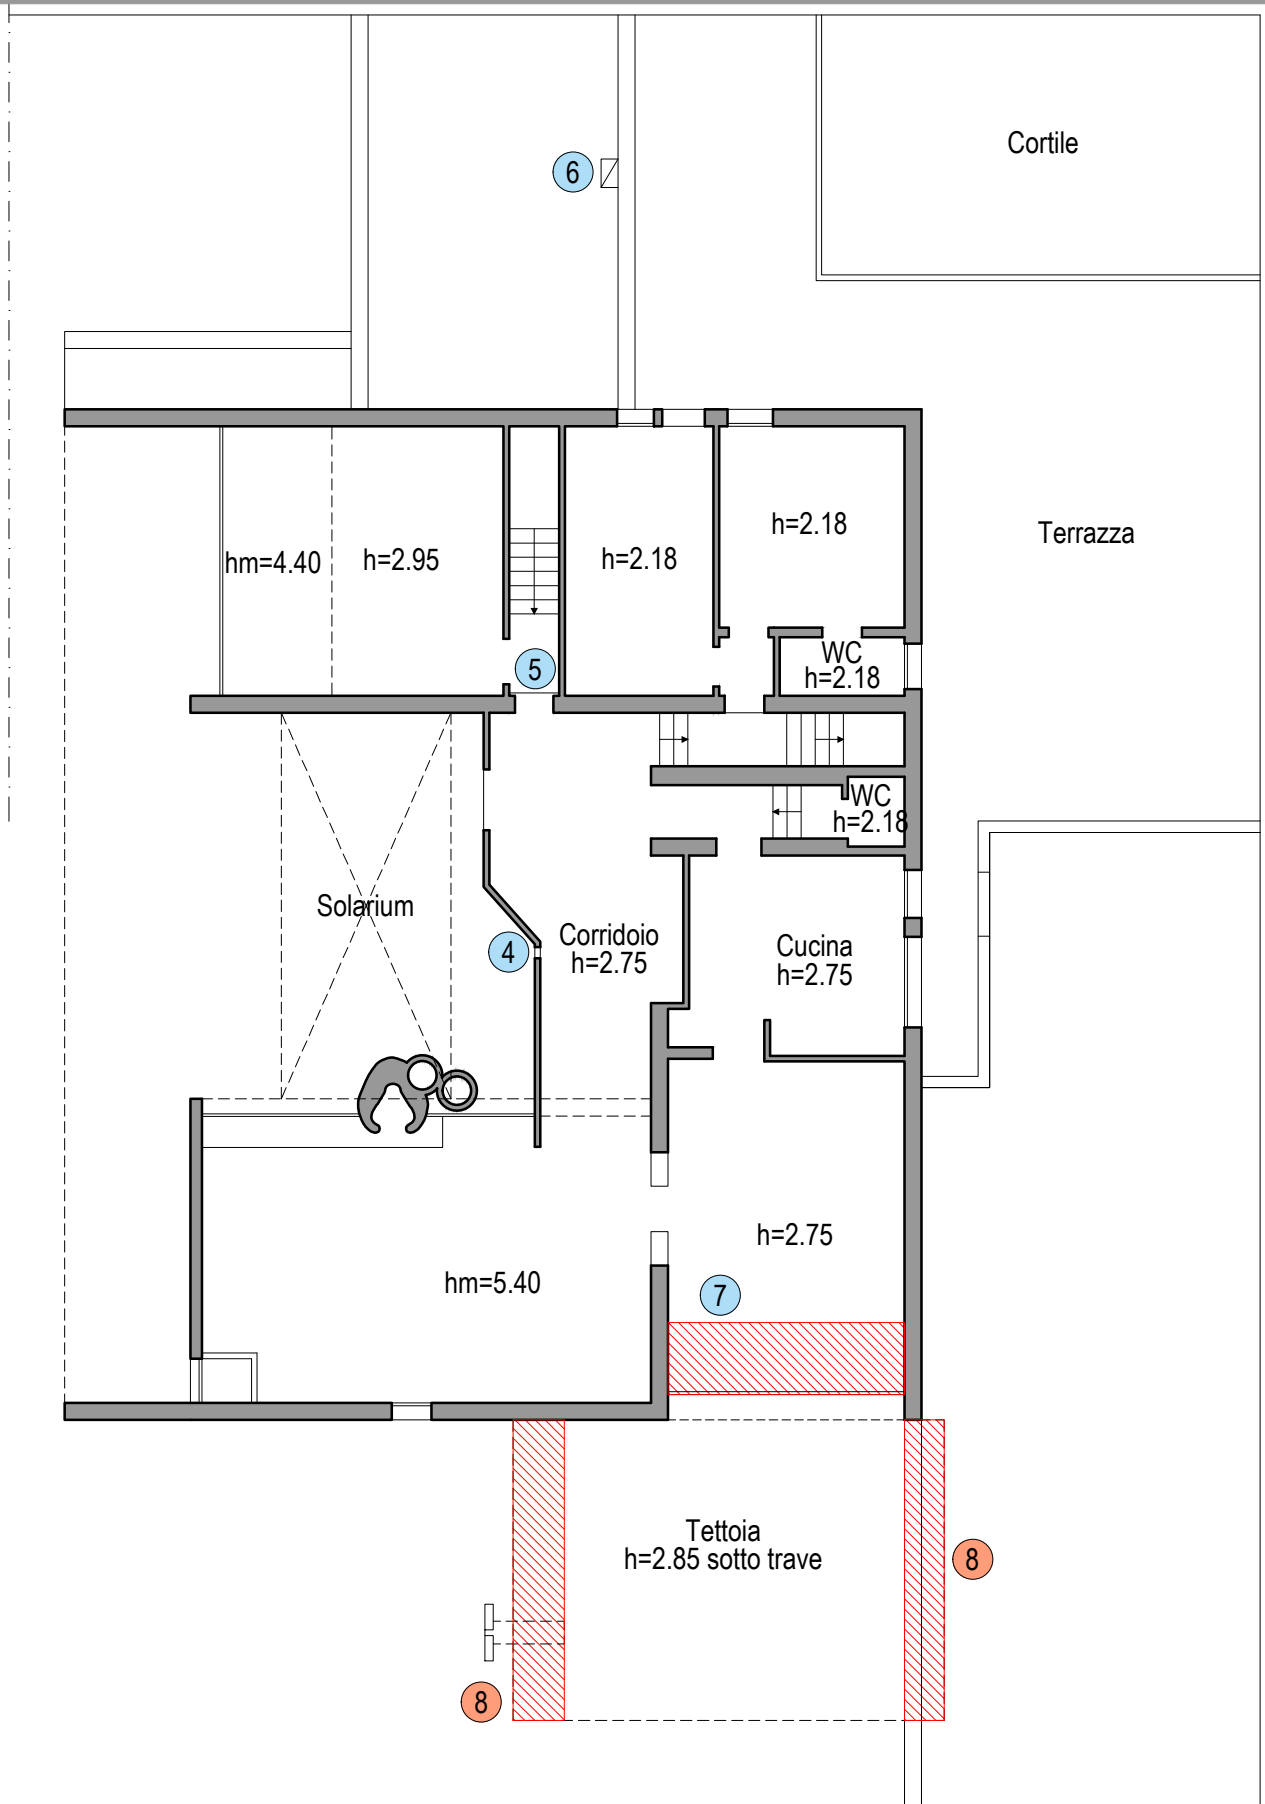 Cortile
6
h=2.18
Terrazza
hm=4.40
h=2.95
h=2.18
WC
h=2.18
5
WC
h=2.18
Solarium
Corridoio
h=2.75
4
Cucina
h=2.75
h=2.75
hm=5.40
7
Tettoia
h=2.85 sotto trave
8
8